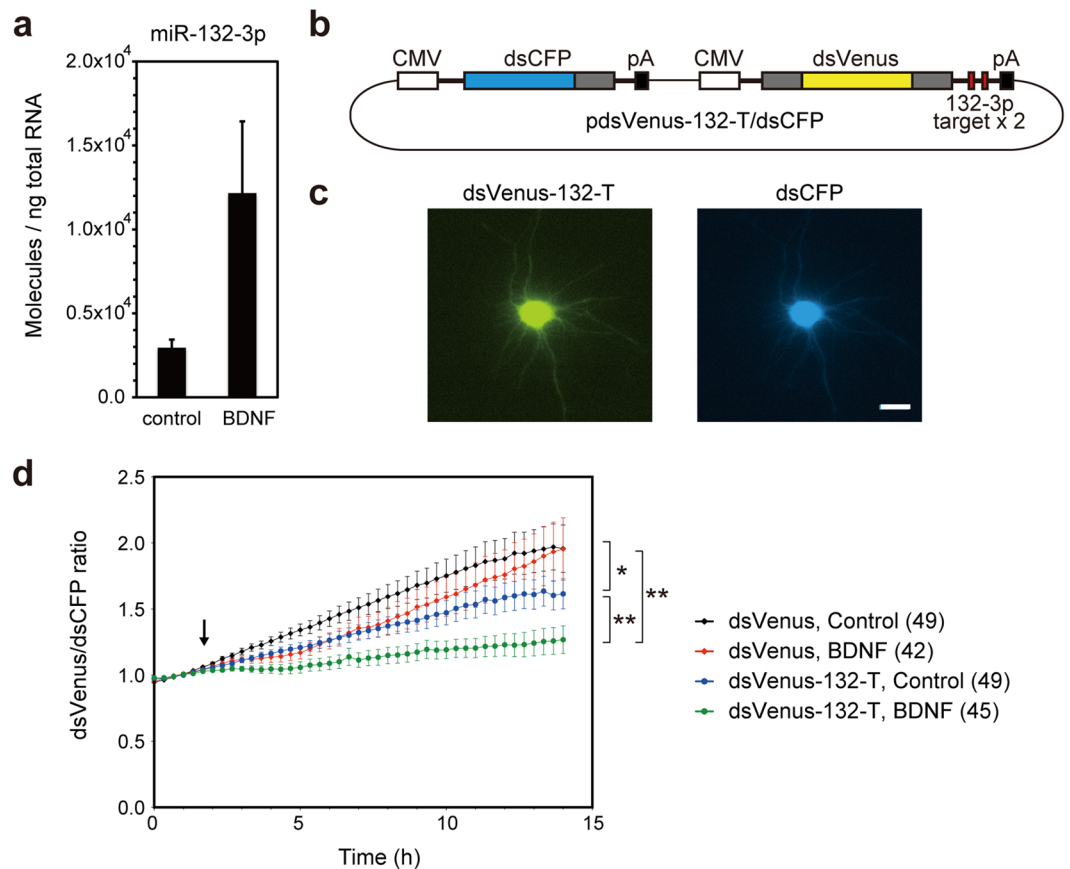 a
miR-132-3p
Molecules / ng total RNA
2.0x10⁴
1.5x10⁴
1.0x10⁴
0.5x10⁴
0.0
control
BDNF
b
CMV
dsCFP
pA
CMV
dsVenus
pA
132-3p
target x 2
pdsVenus-132-T/dsCFP
c
dsVenus-132-T
dsCFP
d
dsVenus/dsCFP ratio
2.5
2.0
1.5
1.0
0.5
0.0
0
5
10
15
Time (h)
*
**
**
dsVenus, Control (49)
dsVenus, BDNF (42)
dsVenus-132-T, Control (49)
dsVenus-132-T, BDNF (45)